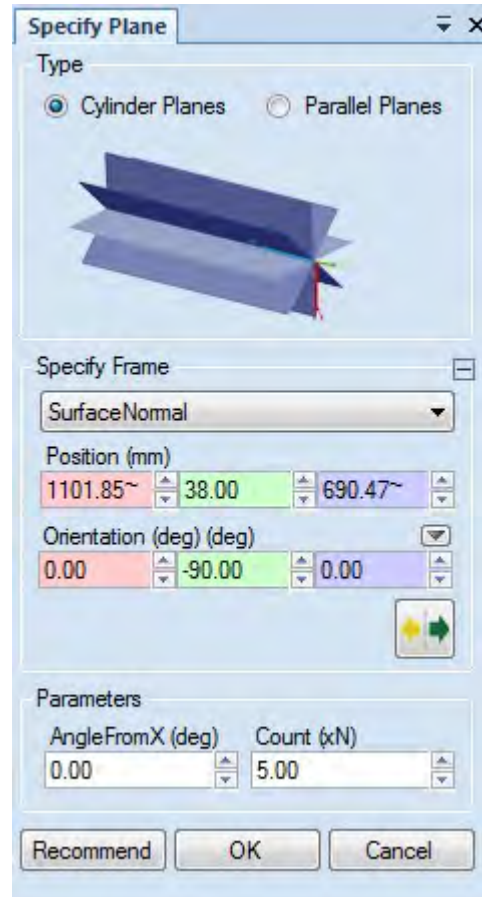 Specify Plane
Type
Cylinder Planes Parallel Planes
Specify Frame
SurfaceNormal
Position (mm)
1101.85~ 38.00 690.47~
Orientation (deg) (deg)
0.00 -90.00 0.00
Parameters
AngleFromX (deg) Count (xN)
0.00 5.00
Recommend OK Cancel